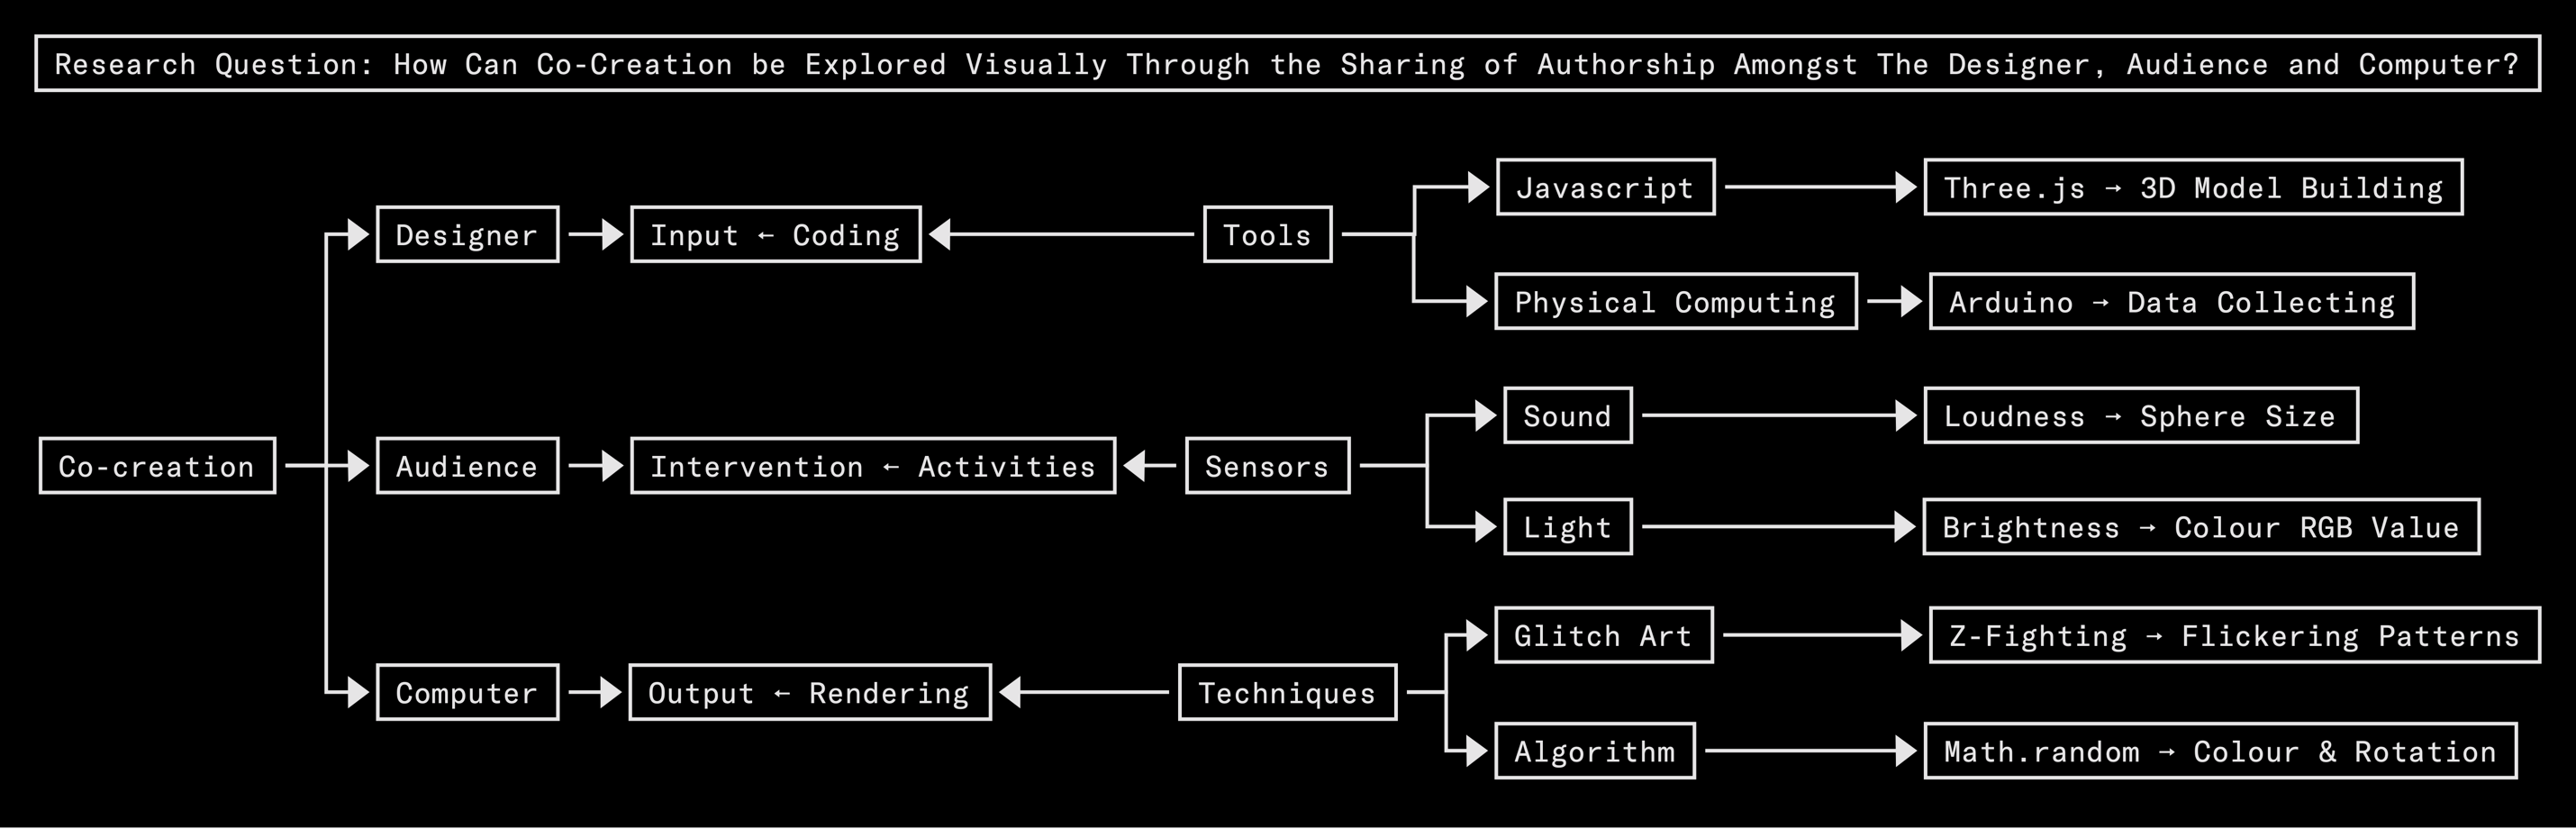 Research Question: How Can Co-Creation be Explored Visually Through the Sharing of Authorship Amongst The Designer, Audience and Computer?
Co-creation
Designer
Input ← Coding
Tools
Javascript
Three.js → 3D Model Building
Physical Computing
Arduino → Data Collecting
Audience
Intervention ← Activities
Sensors
Sound
Loudness → Sphere Size
Light
Brightness → Colour RGB Value
Computer
Output ← Rendering
Techniques
Glitch Art
Z-Fighting → Flickering Patterns
Algorithm
Math.random → Colour & Rotation